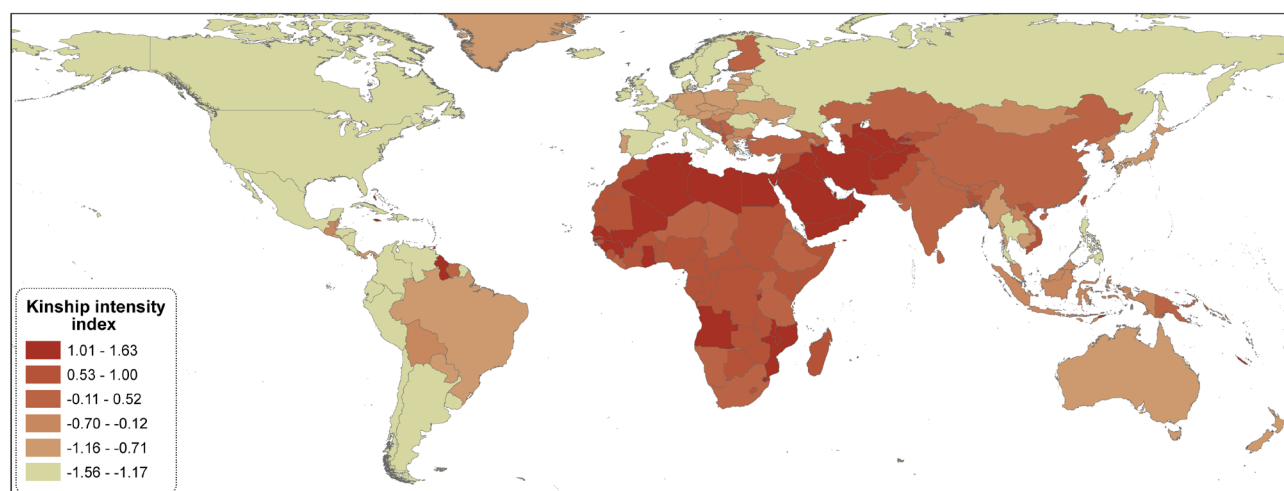 Kinship intensity
index
1.01 - 1.63
0.53 - 1.00
-0.11 - 0.52
-0.70 - -0.12
-1.16 - -0.71
-1.56 - -1.17